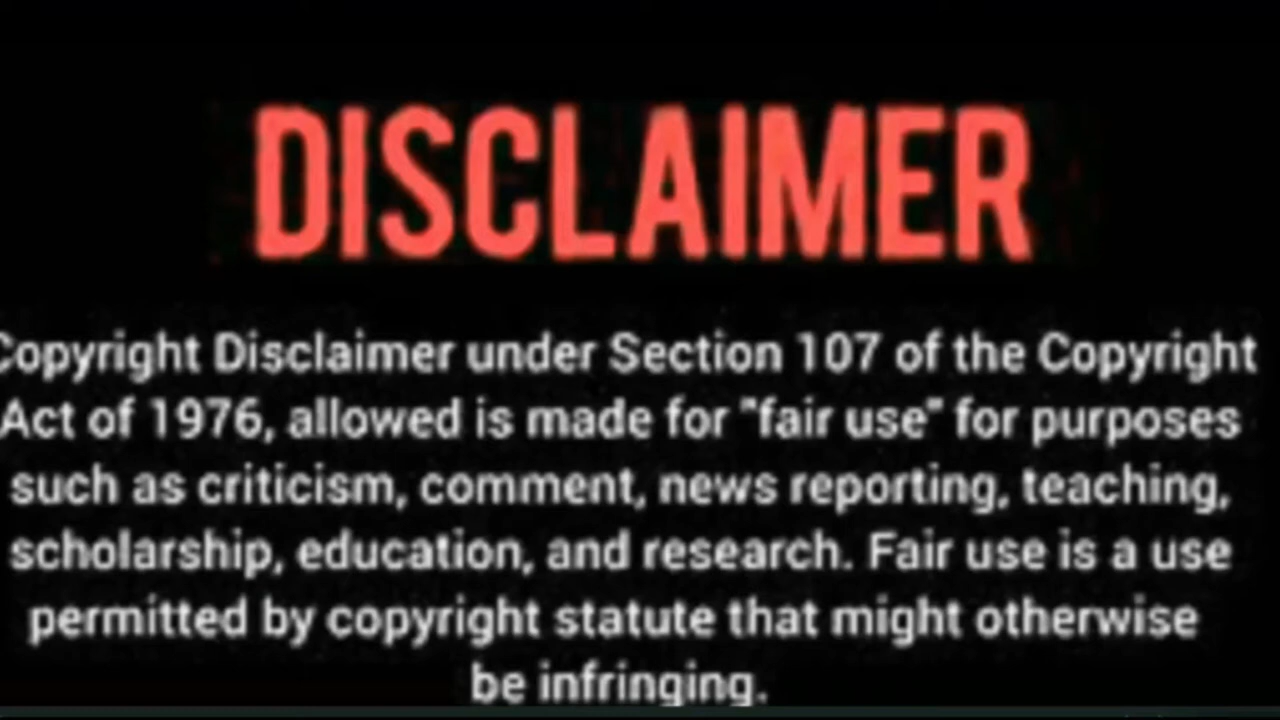 DISCLAIMER
Copyright Disclaimer under Section 107 of the Copyright
Act of 1976, allowed is made for "fair use" for purposes
such as criticism, comment, news reporting, teaching,
scholarship, education, and research. Fair use is a use
permitted by copyright statute that might otherwise
be infringing.